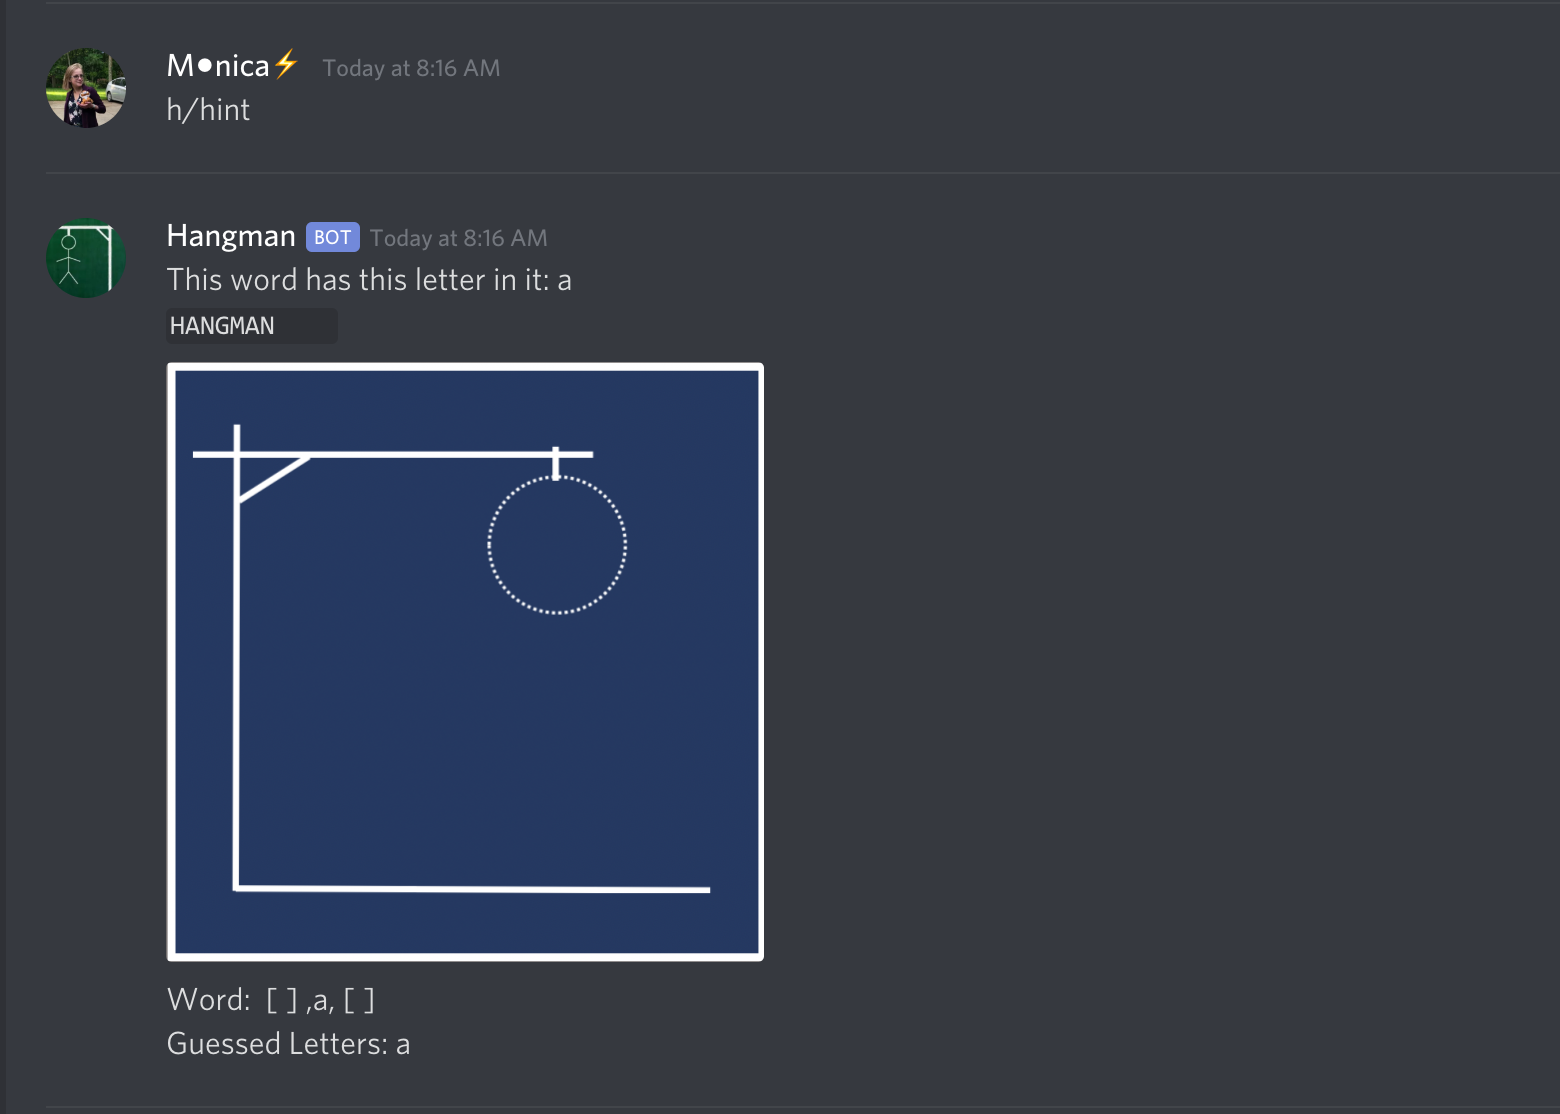 M●nica⚡ Today at 8:16 AM
h/hint
Hangman BOT Today at 8:16 AM
This word has this letter in it: a
HANGMAN
Word: [ ] ,a, [ ]
Guessed Letters: a